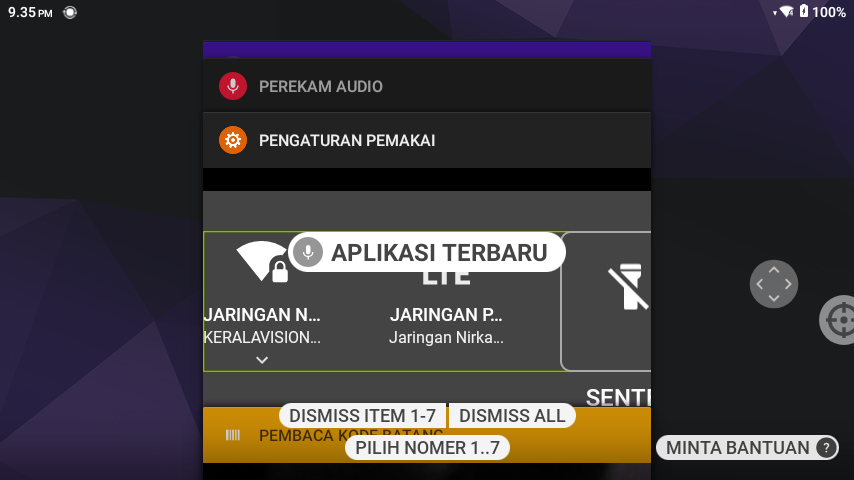 9.35 PM
100%
PEREKAM AUDIO
PENGATURAN PEMAKAI
APLIKASI TERBARU
LTE
JARINGAN N...
JARINGAN P...
KERALAVISION...
Jaringan Nirka...
SENT
DISMISS ITEM 1-7
DISMISS ALL
PEMBACA KODE BATANG
PILIH NOMER 1..7
MINTA BANTUAN ?